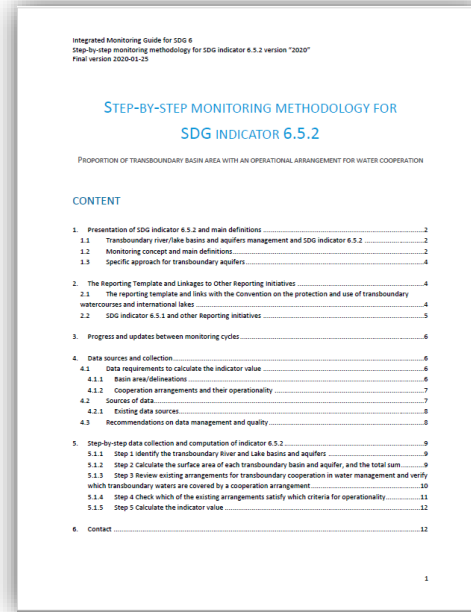 Integrated Monitoring Guide for SDG 6
Step-by-step monitoring methodology for SDG indicator 6.5.2 version "2020"
Final version 2020-01-25
STEP-BY-STEP MONITORING METHODOLOGY FOR
SDG INDICATOR 6.5.2
PROPORTION OF TRANSBOUNDARY BASIN AREA WITH AN OPERATIONAL ARRANGEMENT FOR WATER COOPERATION
CONTENT
1. Presentation of SDG indicator 6.5.2 and main definitions ....................2
1.1 Transboundary river/lake basins and aquifers management and SDG indicator 6.5.2 ....................2
1.2 Monitoring concept and main definitions ....................2
1.3 Specific approach for transboundary aquifers ....................4
2. The Reporting Template and Linkages to Other Reporting Initiatives ....................4
2.1 The reporting template and links with the Convention on the protection and use of transboundary
watercourses and international lakes ....................4
2.2 SDG indicator 6.5.1 and other Reporting initiatives ....................5
3. Progress and updates between monitoring cycles ....................6
4. Data sources and collection ....................6
4.1 Data requirements to calculate the indicator value ....................6
4.1.1 Basin area/delineations ....................6
4.1.2 Cooperation arrangements and their operationality ....................7
4.2 Sources of data ....................7
4.2.1 Existing data sources ....................8
4.3 Recommendations on data management and quality ....................8
5. Step-by-step data collection and computation of indicator 6.5.2 ....................9
5.1.1 Step 1 Identify the transboundary River and Lake basins and aquifers ....................9
5.1.2 Step 2 Calculate the surface area of each transboundary basin and aquifer, and the total sum ....................9
5.1.3 Step 3 Review existing arrangements for transboundary cooperation in water management and verify
which transboundary waters are covered by a cooperation arrangement ....................10
5.1.4 Step 4 Check which of the existing arrangements satisfy which criteria for operationality ....................11
5.1.5 Step 5 Calculate the indicator value ....................12
6. Contact ....................12
1